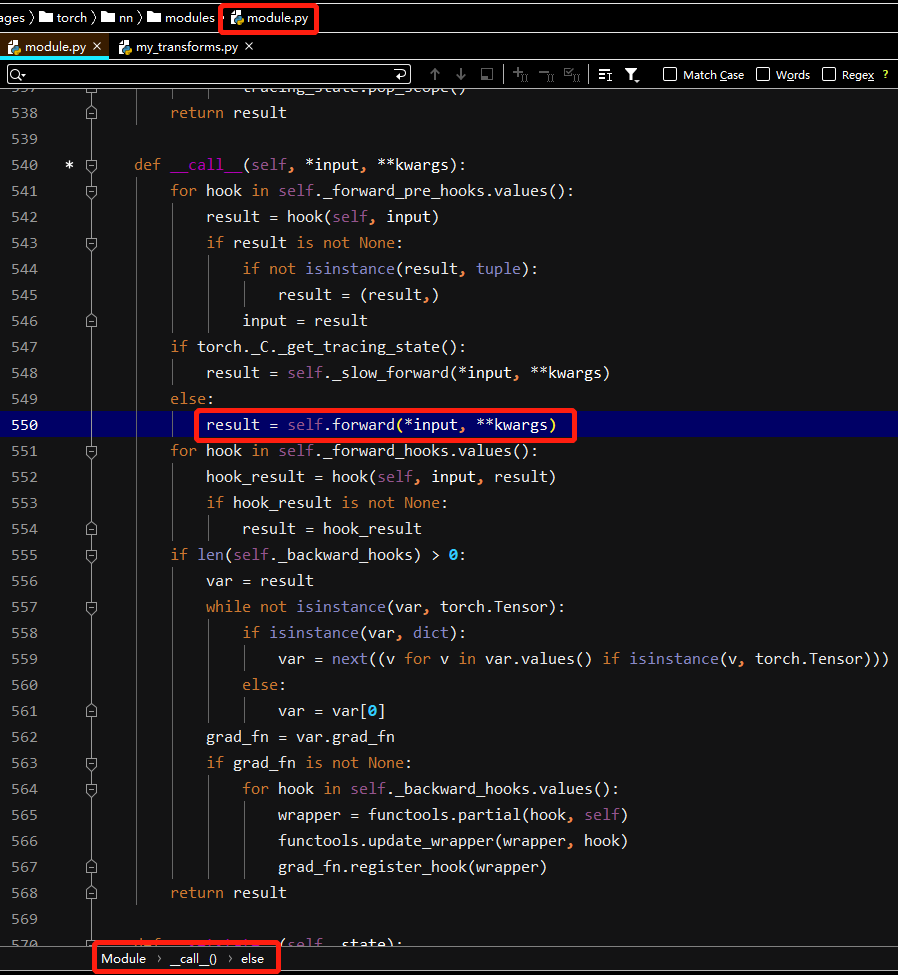 ages torch nn modules module.py
module.py × my_transforms.py ×
Match Case Words Regex ?
537 tracing_state.pop_scope()
538 return result
539
540 * def __call__(self, *input, **kwargs):
541 for hook in self._forward_pre_hooks.values():
542 result = hook(self, input)
543 if result is not None:
544 if not isinstance(result, tuple):
545 result = (result,)
546 input = result
547 if torch._C._get_tracing_state():
548 result = self._slow_forward(*input, **kwargs)
549 else:
550 result = self.forward(*input, **kwargs)
551 for hook in self._forward_hooks.values():
552 hook_result = hook(self, input, result)
553 if hook_result is not None:
554 result = hook_result
555 if len(self._backward_hooks) > 0:
556 var = result
557 while not isinstance(var, torch.Tensor):
558 if isinstance(var, dict):
559 var = next((v for v in var.values() if isinstance(v, torch.Tensor)))
560 else:
561 var = var[0]
562 grad_fn = var.grad_fn
563 if grad_fn is not None:
564 for hook in self._backward_hooks.values():
565 wrapper = functools.partial(hook, self)
566 functools.update_wrapper(wrapper, hook)
567 grad_fn.register_hook(wrapper)
568 return result
569
570 def (self, state):
Module › __call__() › else